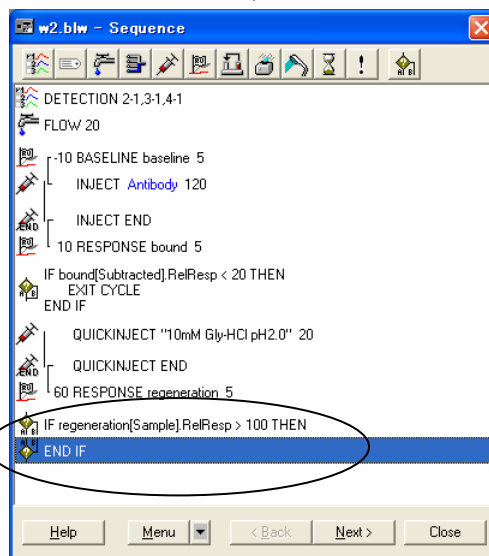 w2.blw - Sequence
DETECTION 2-1,3-1,4-1
FLOW 20
-10 BASELINE baseline 5
INJECT Antibody 120
INJECT END
10 RESPONSE bound 5
IF bound[Subtracted].RelResp < 20 THEN
EXIT CYCLE
END IF
QUICKINJECT "10mM Gly-HCl pH2.0" 20
QUICKINJECT END
60 RESPONSE regeneration 5
IF regeneration[Sample].RelResp > 100 THEN
END IF
Help Menu < Back Next > Close